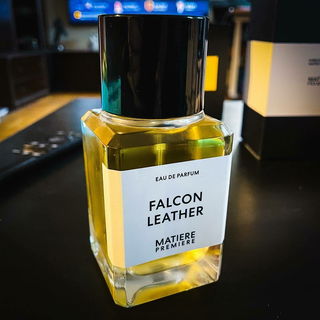 EAU DE PARFUM
FALCON
LEATHER
MATIERE
PREMIERE